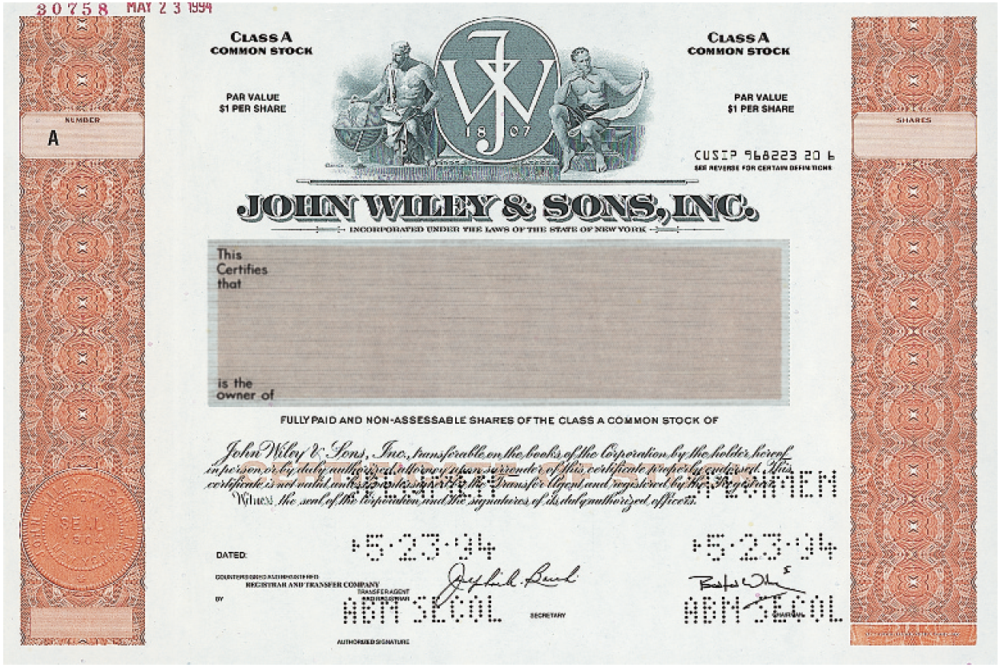 30758 MAY 23 1994
CLASS A
COMMON STOCK
CLASS A
COMMON STOCK
PAR VALUE
$1 PER SHARE
PAR VALUE
$1 PER SHARE
JW
1807
NUMBER
A
SHARES
CUSIP 968223 20 6
SEE REVERSE FOR CERTAIN DEFINITIONS
JOHN WILEY & SONS, INC.
INCORPORATED UNDER THE LAWS OF THE STATE OF NEW YORK
This
Certifies
that
is the
owner of
FULLY PAID AND NON-ASSESSABLE SHARES OF THE CLASS A COMMON STOCK OF
John Wiley & Sons, Inc., transferable on the books of the Corporation by the holder hereof
in person or by duly authorized attorney upon surrender of this certificate properly endorsed. This
certificate is not valid unless countersigned by the Transfer Agent and registered by the Registrar.
Witness the seal of the Corporation and the signatures of its duly authorized officers.
CERTIFICATE OF STOCK
SPECIMEN SPECIMEN
SEAL
1904
5·23·94 5·23·94
DATED:
COUNTERSIGNED AND REGISTERED:
REGISTRAR AND TRANSFER COMPANY
TRANSFER AGENT
AND REGISTRAR
BY
ABM SECOL ABM SECOL
SECRETARY
CHAIRMAN
AUTHORIZED SIGNATURE